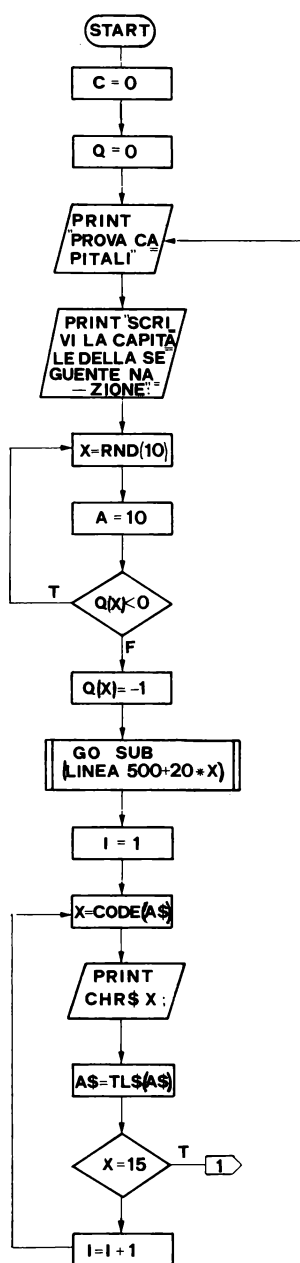 START
C = 0
Q = 0
PRINT
"PROVA CA
PITALI"
PRINT "SCRI
VI LA CAPITA
LE DELLA SE
GUENTE NA
— ZIONE":
X=RND(10)
A = 10
T
Q(X)<0
F
Q(X)=-1
GO SUB
(LINEA 500+20*X)
I = 1
X=CODE(A$)
PRINT
CHR$ X ;
A$=TL$(A$)
X = 15
T
1
I=I+1